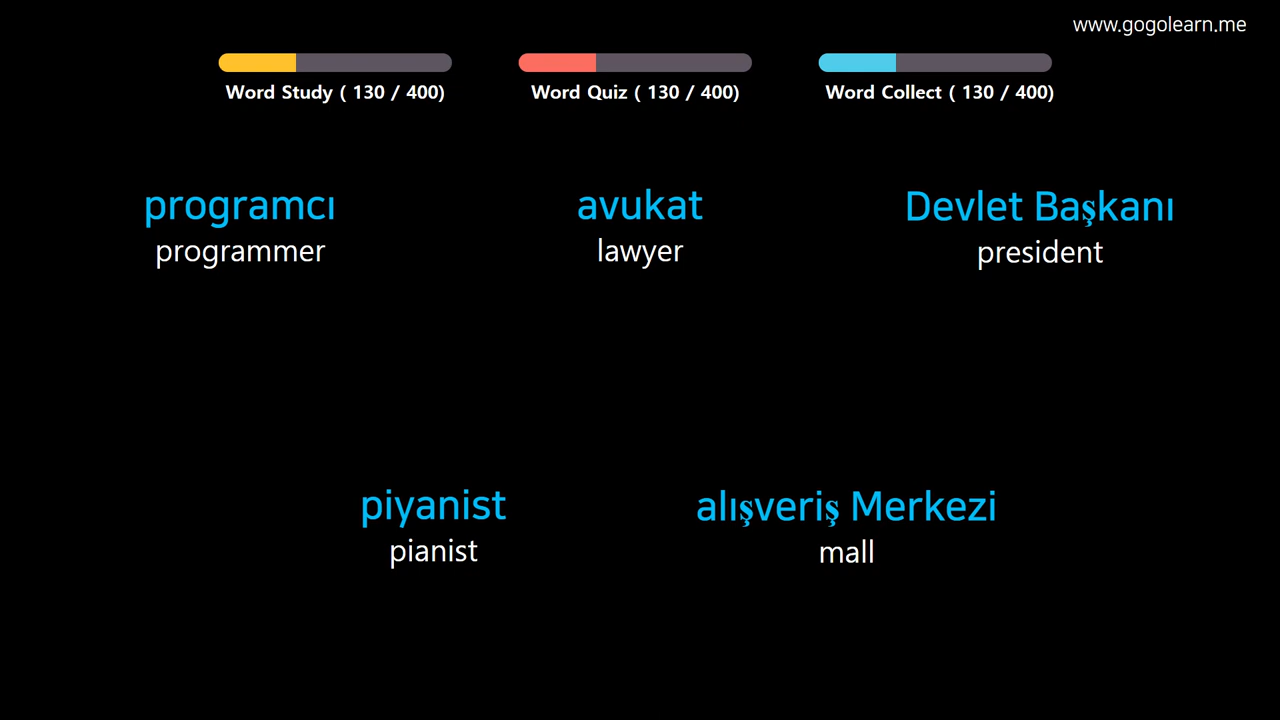 www.gogolearn.me
Word Study ( 130 / 400)
Word Quiz ( 130 / 400)
Word Collect ( 130 / 400)
programcı
programmer
avukat
lawyer
Devlet Başkanı
president
piyanist
pianist
alışveriş Merkezi
mall